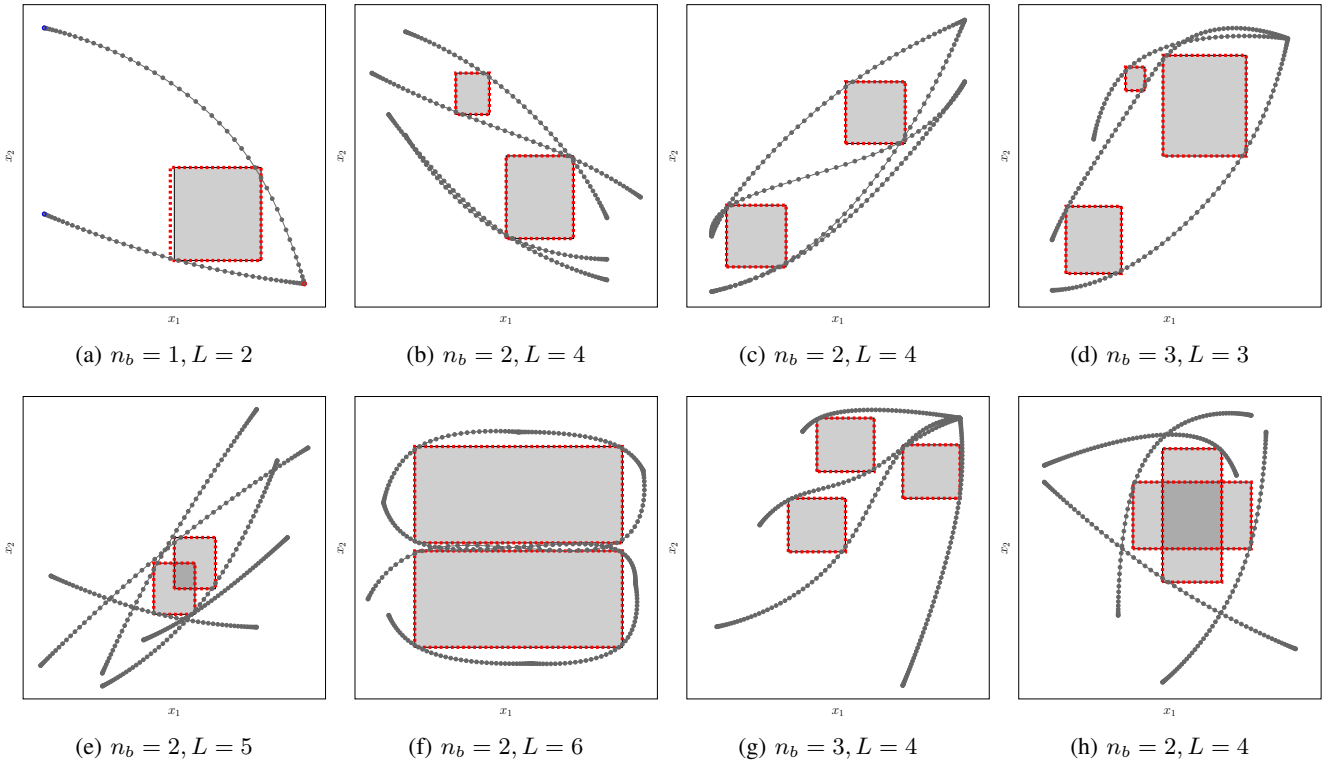 x₂ x₂ x₂ x₂
x₁ x₁ x₁ x₁
(a) n_b = 1, L = 2 (b) n_b = 2, L = 4 (c) n_b = 2, L = 4 (d) n_b = 3, L = 3
x₂ x₂ x₂ x₂
x₁ x₁ x₁ x₁
(e) n_b = 2, L = 5 (f) n_b = 2, L = 6 (g) n_b = 3, L = 4 (h) n_b = 2, L = 4